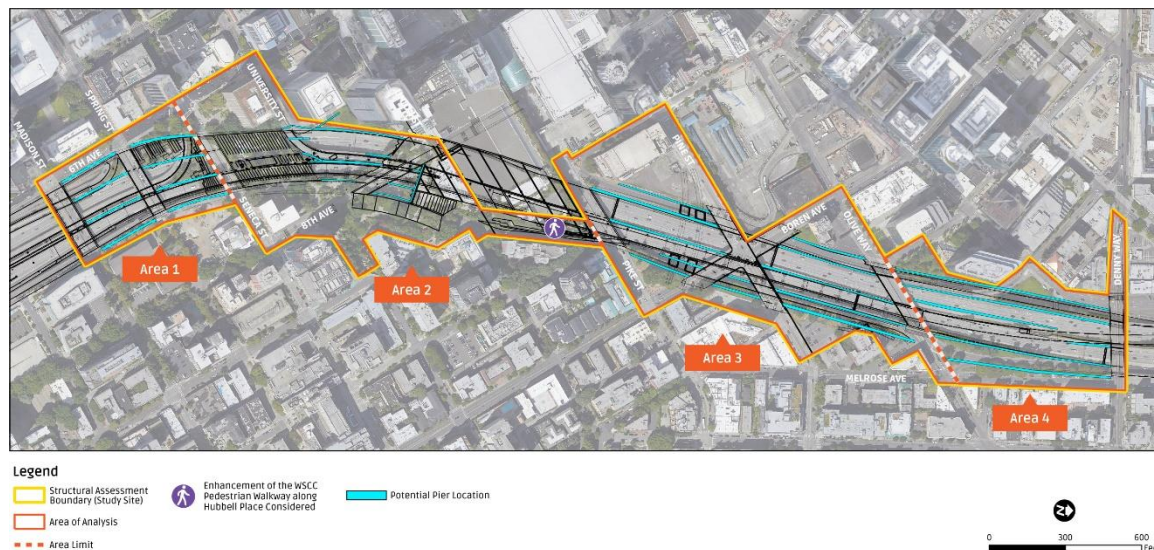 MADISON ST
SPRING ST
6TH AVE
UNIVERSITY ST
SENECA ST
8TH AVE
PIKE ST
PINE ST
BOREN AVE
OLIVE WAY
MELROSE AVE
DENNY WAY
Area 1
Area 2
Area 3
Area 4
Legend
Structural Assessment
Boundary (Study Site)
Area of Analysis
Area Limit
Enhancement of the WSCC
Pedestrian Walkway along
Hubbell Place Considered
Potential Pier Location
N
0 300 600